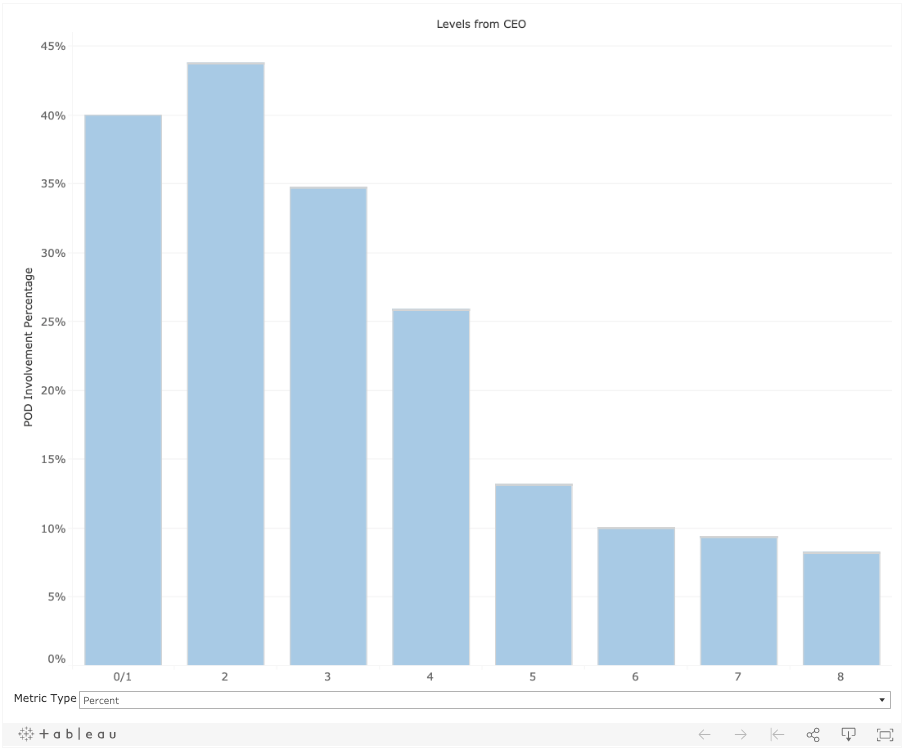 Levels from CEO
45%
40%
35%
30%
25%
20%
15%
10%
5%
0%
POD Involvement Percentage
0/1 2 3 4 5 6 7 8
Metric Type Percent
+ a b | e a u